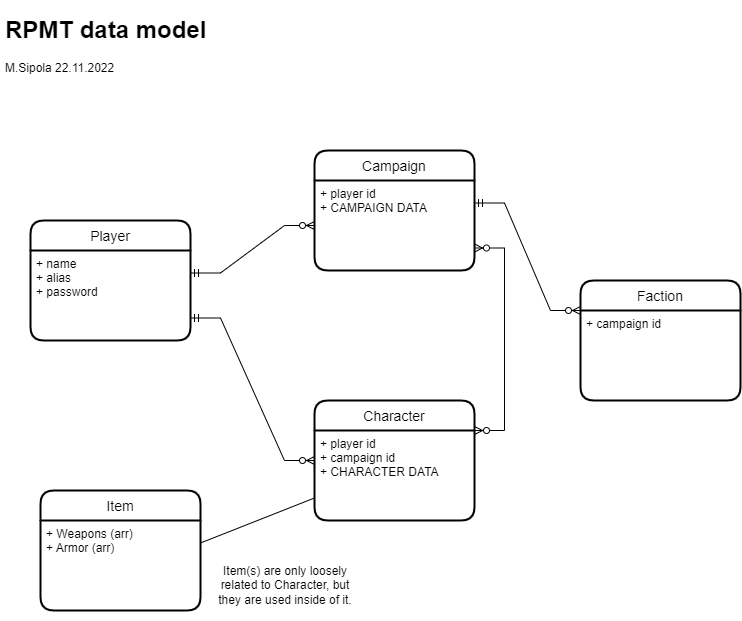 RPMT data model
M.Sipola 22.11.2022
Campaign
+ player id
+ CAMPAIGN DATA
Player
+ name
+ alias
+ password
Faction
+ campaign id
Character
+ player id
+ campaign id
+ CHARACTER DATA
Item
+ Weapons (arr)
+ Armor (arr)
Item(s) are only loosely
related to Character, but
they are used inside of it.